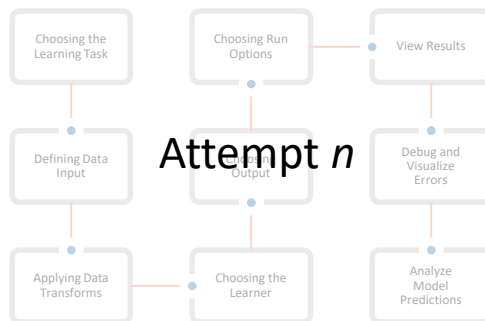 Choosing the
Learning Task
Defining Data
Input
Applying Data
Transforms
Choosing the
Learner
Choosing
Output
Choosing Run
Options
View Results
Debug and
Visualize
Errors
Analyze
Model
Predictions
Attempt n